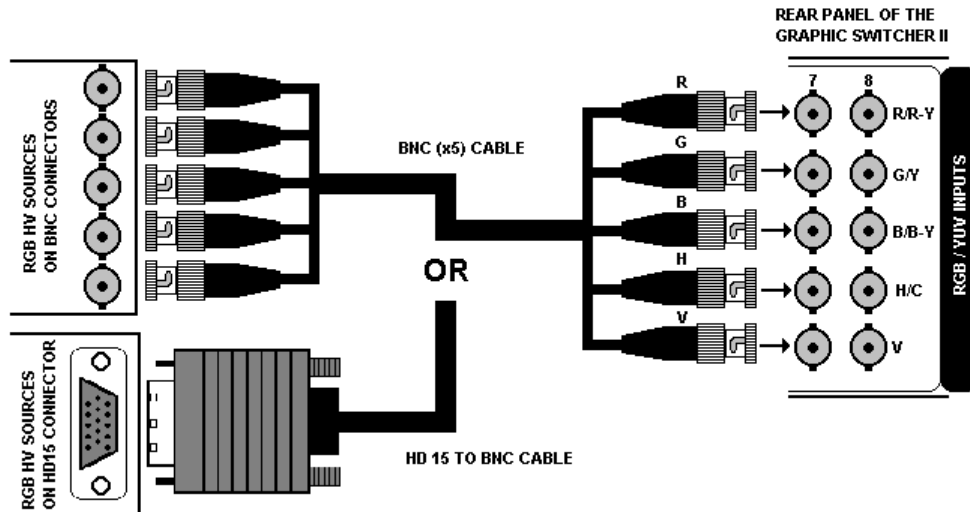 REAR PANEL OF THE
GRAPHIC SWITCHER II
RGB HV SOURCES
ON BNC CONNECTORS
BNC (x5) CABLE
R
G
B
H
V
7
8
R/R-Y
G/Y
B/B-Y
H/C
V
RGB / YUV INPUTS
OR
RGB HV SOURCES
ON HD15 CONNECTOR
HD 15 TO BNC CABLE